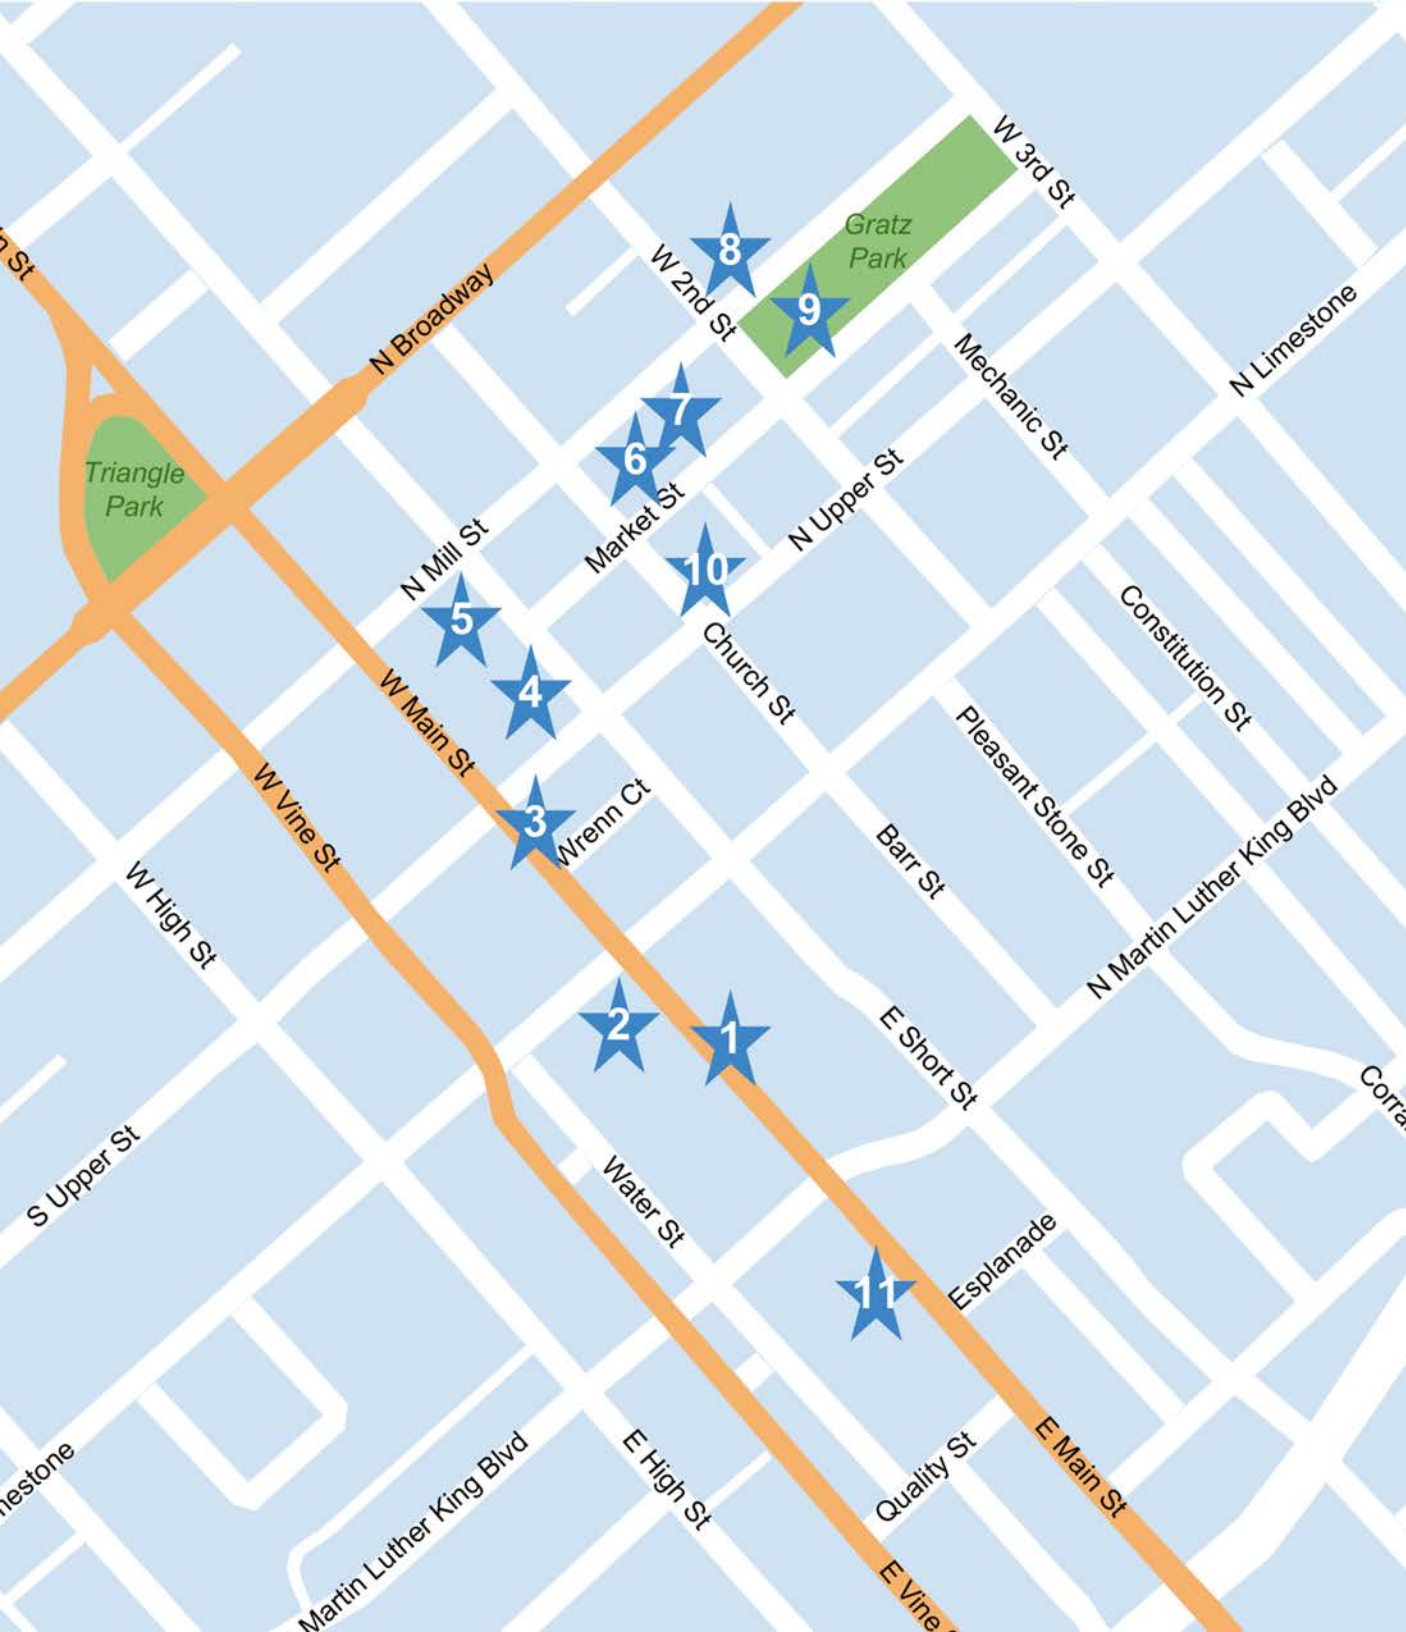 W 3rd St
n St
Gratz
Park
8
W 2nd St
9
N Broadway
N Limestone
Mechanic St
7
6
Triangle
Park
Market St
N Upper St
N Mill St
10
5
Constitution St
Church St
4
W Main St
Pleasant Stone St
W Vine St
3
Wrenn Ct
Barr St
N Martin Luther King Blvd
W High St
2
1
E Short St
Corra
S Upper St
Water St
Esplanade
11
E Main St
E High St
Quality St
mestone
Martin Luther King Blvd
E Vine